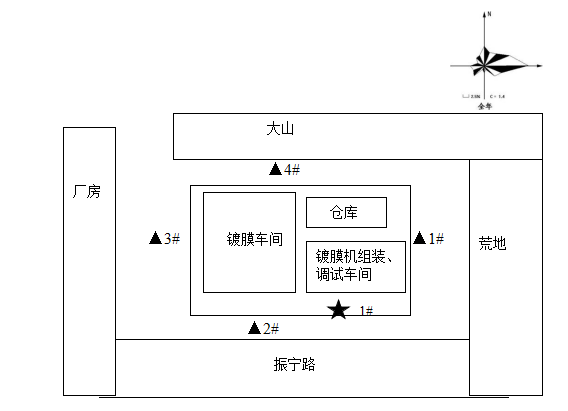 N
全年
大山
▲4#
厂房
仓库
镀膜车间
▲3#
▲1#
荒地
镀膜机组装、
调试车间
★ 1#
▲2#
振宁路